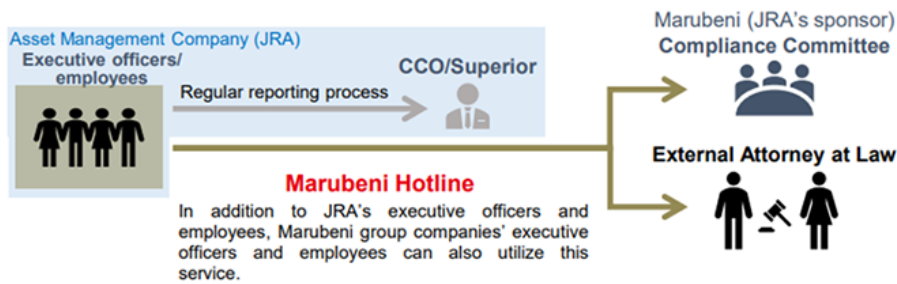 Asset Management Company (JRA)
Executive officers/
employees
Regular reporting process
CCO/Superior
Marubeni (JRA's sponsor)
Compliance Committee
External Attorney at Law
Marubeni Hotline
In addition to JRA's executive officers and
employees, Marubeni group companies' executive
officers and employees can also utilize this
service.